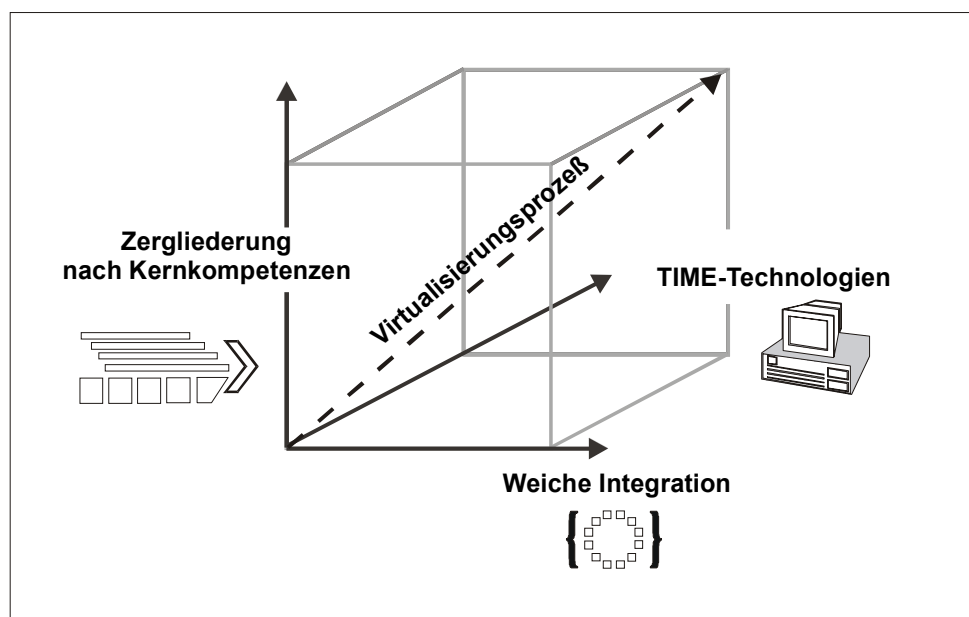 Zergliederung
nach Kernkompetenzen
Virtualisierungsprozeß
TIME-Technologien
Weiche Integration